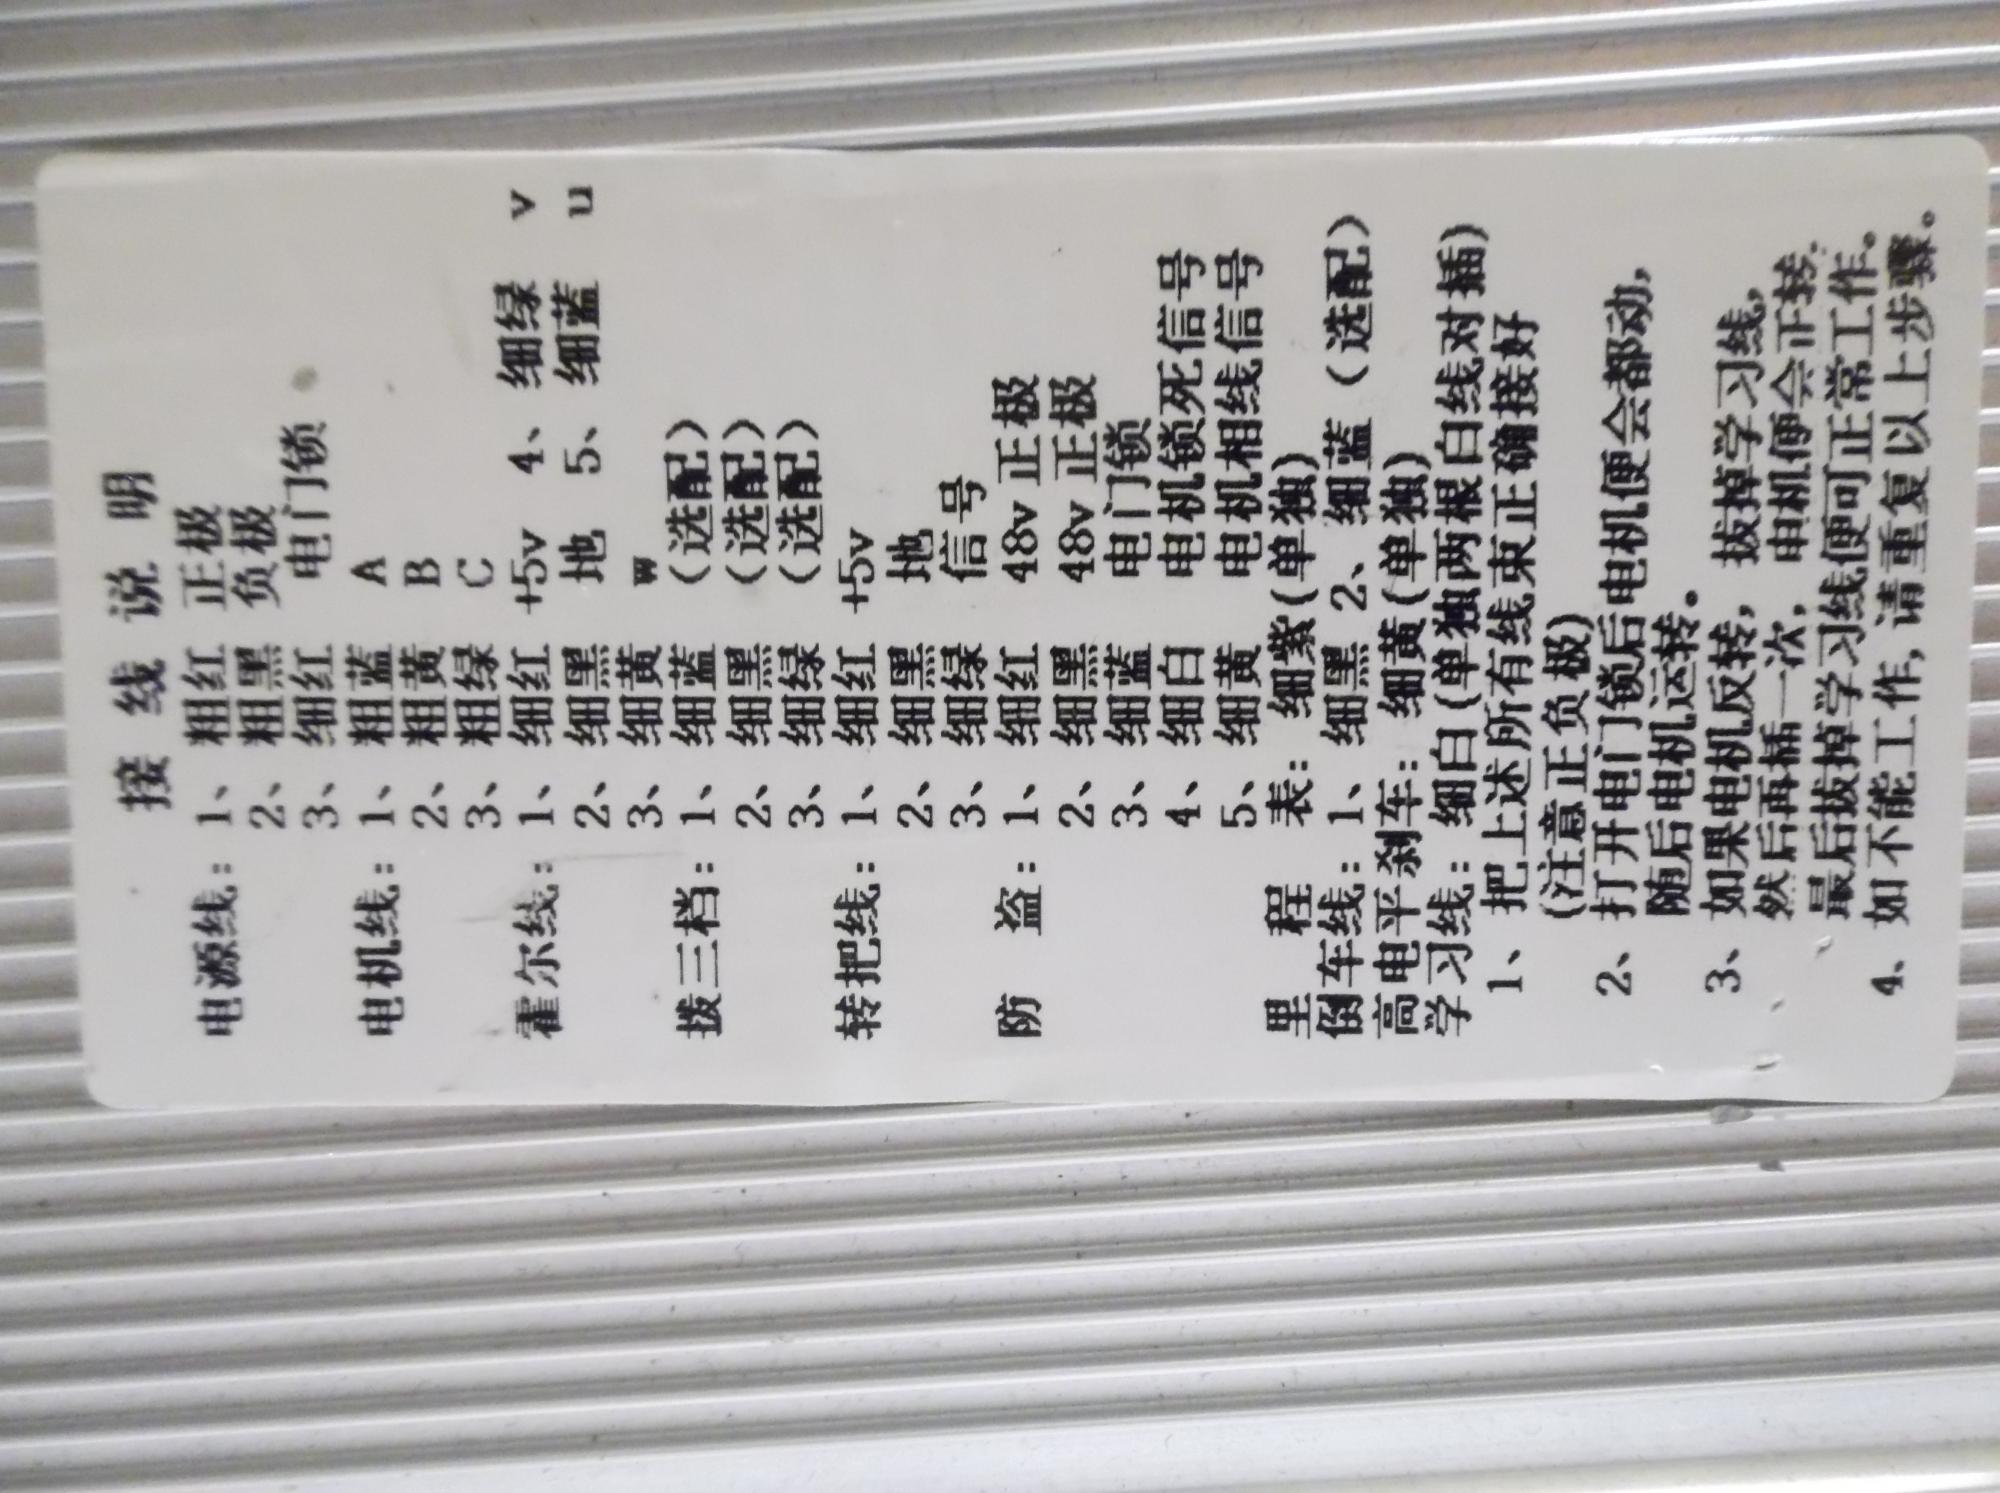 接线说明
电源线: 1、粗红 正极
2、粗黑 负极
3、细红 电门锁
电机线: 1、粗蓝 A
2、粗黄 B
3、粗绿 C
霍尔线: 1、细红 +5v 4、细绿 v
2、细黑 地 5、细蓝 u
3、细黄 w
拨三档: 1、细蓝 (选配)
2、细黑 (选配)
3、细绿 (选配)
转把线: 1、细红 +5v
2、细黑 地
3、细绿 信号
防盗: 1、细红 48v正极
2、细黑 48v正极
3、细蓝 电门锁
4、细白 电机锁死信号
5、细黄 电机相线信号
里程表: 细紫(单独)
倒车线: 1、细黑 2、细蓝 (选配)
高电平刹车: 细黄(单独)
学习线: 细白(单独两根白线对插)
1、把上述所有线束正确接好
(注意正负极)
2、打开电门锁后电机便会都动,
随后电机运转。
3、如果电机反转, 拔掉学习线,
然后再插一次, 电机便会正转.
最后拔掉学习线便可正常工作。
4、如不能工作,请重复以上步骤。